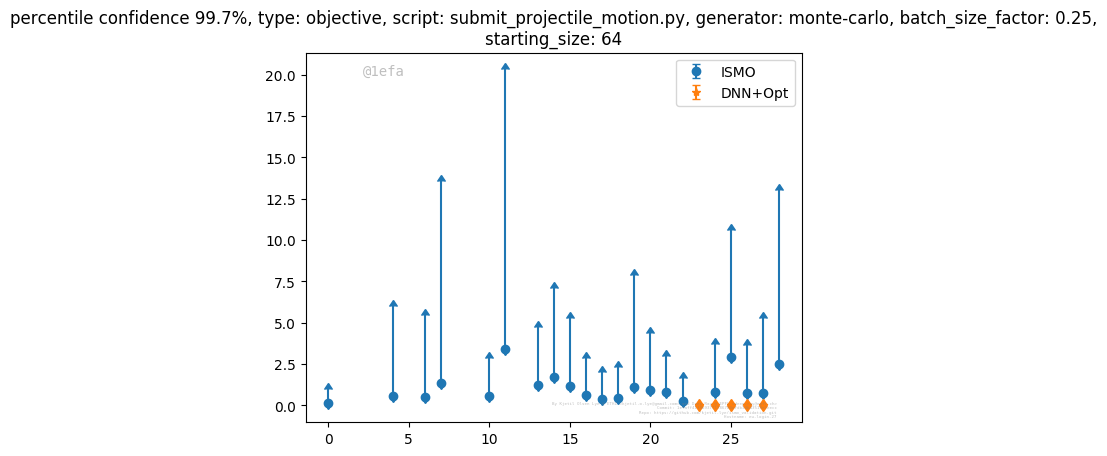 percentile confidence 99.7%, type: objective, script: submit_projectile_motion.py, generator: monte-carlo, batch_size_factor: 0.25,
starting_size: 64
@1efa
ISMO
DNN+Opt
20.0
17.5
15.0
12.5
10.0
7.5
5.0
2.5
0.0
0 5 10 15 20 25